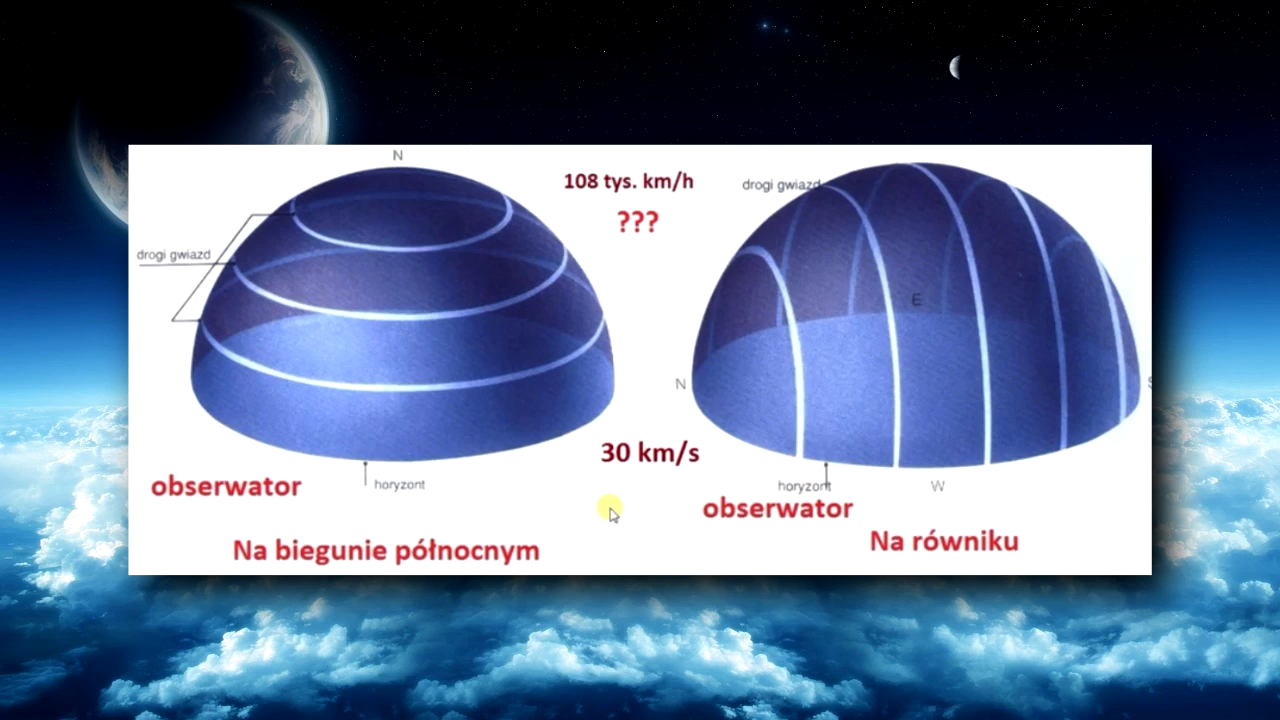 N
108 tys. km/h
drogi gwiazd
???
drogi gwiazd
E
N
S
30 km/s
obserwator
horyzont
horyzont
W
obserwator
Na biegunie północnym
Na równiku